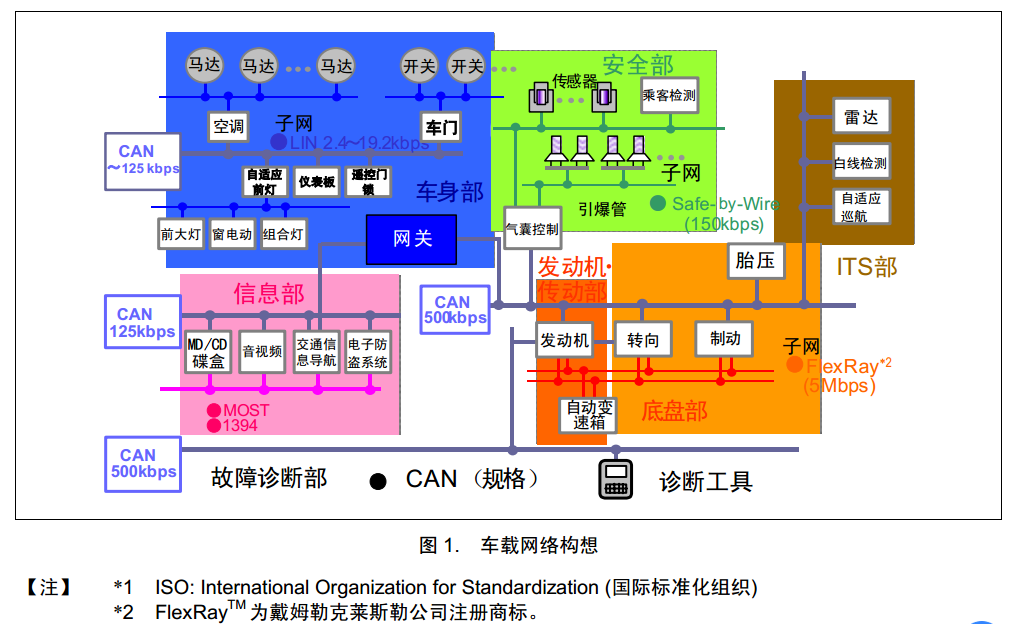 马达
马达
马达
开关
开关
空调
子网
LIN 2.4~19.2kbps
车门
CAN
~125 kbps
自适应
前灯
仪表板
遥控门
锁
车身部
前大灯
窗电动
组合灯
网关
安全部
传感器
乘客检测
子网
引爆管
Safe-by-Wire
(150kbps)
气囊控制
雷达
白线检测
自适应
巡航
ITS部
胎压
发动机·
传动部
CAN
500kbps
发动机
转向
制动
子网
FlexRay*2
(5Mbps)
自动变
速箱
底盘部
信息部
CAN
125kbps
MD/CD
碟盒
音视频
交通信
息导航
电子防
盗系统
MOST
1394
CAN
500kbps
故障诊断部
CAN（规格）
诊断工具
图 1. 车载网络构想
【注】 *1 ISO: International Organization for Standardization (国际标准化组织)
*2 FlexRay™ 为戴姆勒克莱斯勒公司注册商标。